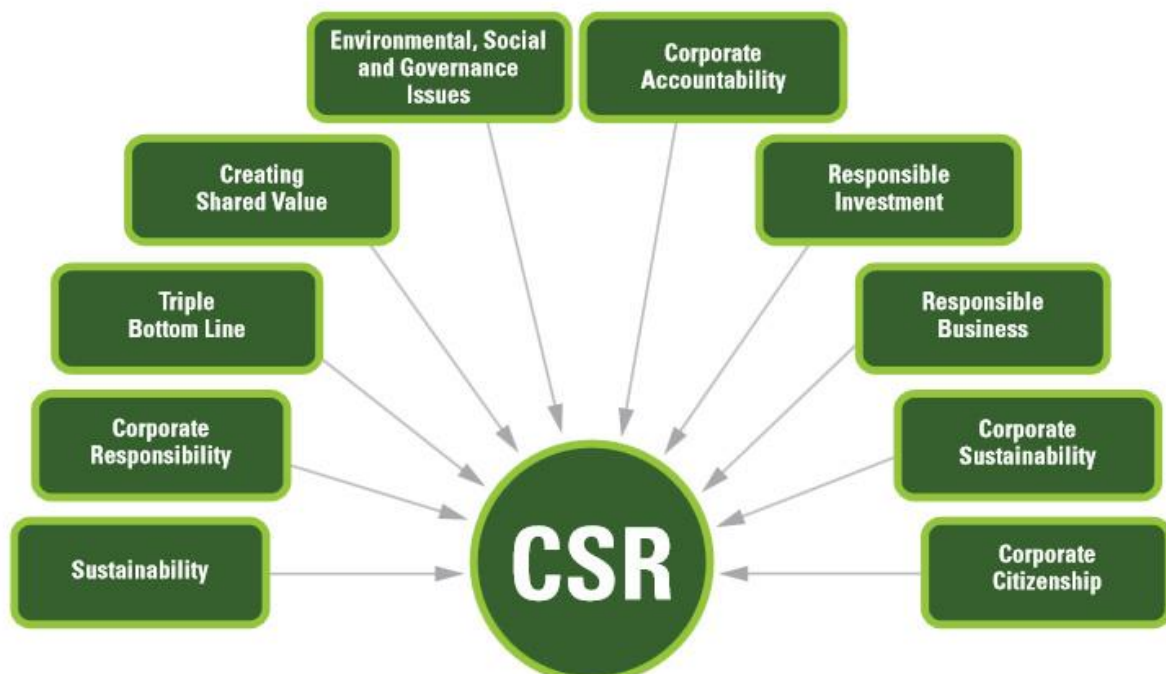 Environmental, Social
and Governance
Issues
Corporate
Accountability
Creating
Shared Value
Responsible
Investment
Triple
Bottom Line
Responsible
Business
Corporate
Responsibility
Corporate
Sustainability
Sustainability
Corporate
Citizenship
CSR